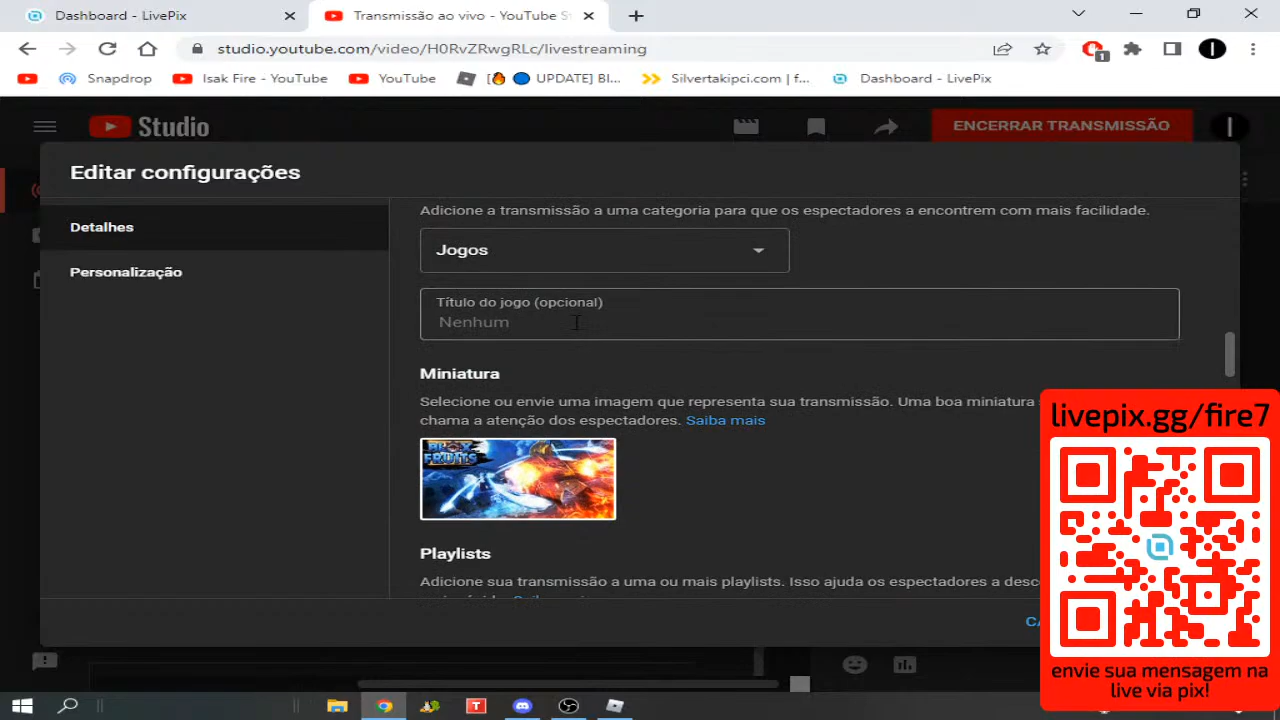 Dashboard - LivePix
Transmissão ao vivo - YouTube St
studio.youtube.com/video/H0RvZRwgRLc/livestreaming
1
Snapdrop
Isak Fire - YouTube
YouTube
UPDATE] Bl...
Silvertakipci.com | f...
Dashboard - LivePix
Studio
ENCERRAR TRANSMISSÃO
Editar configurações
Detalhes
Personalização
Adicione a transmissão a uma categoria para que os espectadores a encontrem com mais facilidade.
Jogos
Título do jogo (opcional)
Nenhum
Miniatura
Selecione ou envie uma imagem que representa sua transmissão. Uma boa miniatura
chama a atenção dos espectadores. Saiba mais
BLOX
FRUITS
Playlists
Adicione sua transmissão a uma ou mais playlists. Isso ajuda os espectadores a
CA
livepix.gg/fire7
envie sua mensagem na
live via pix!